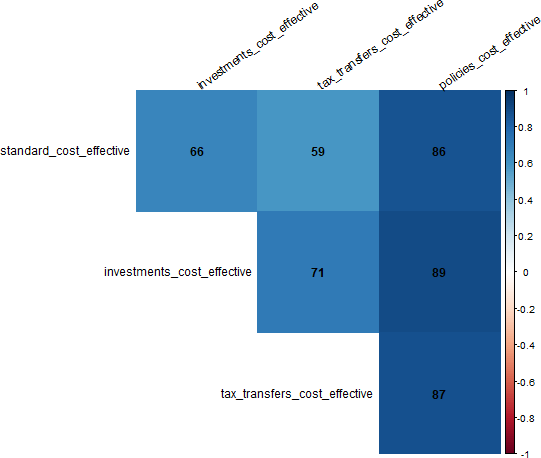 investments_cost_effective
tax_transfers_cost_effective
policies_cost_effective
standard_cost_effective
66
59
86
investments_cost_effective
71
89
tax_transfers_cost_effective
87
1
0.8
0.6
0.4
0.2
0
-0.2
-0.4
-0.6
-0.8
-1